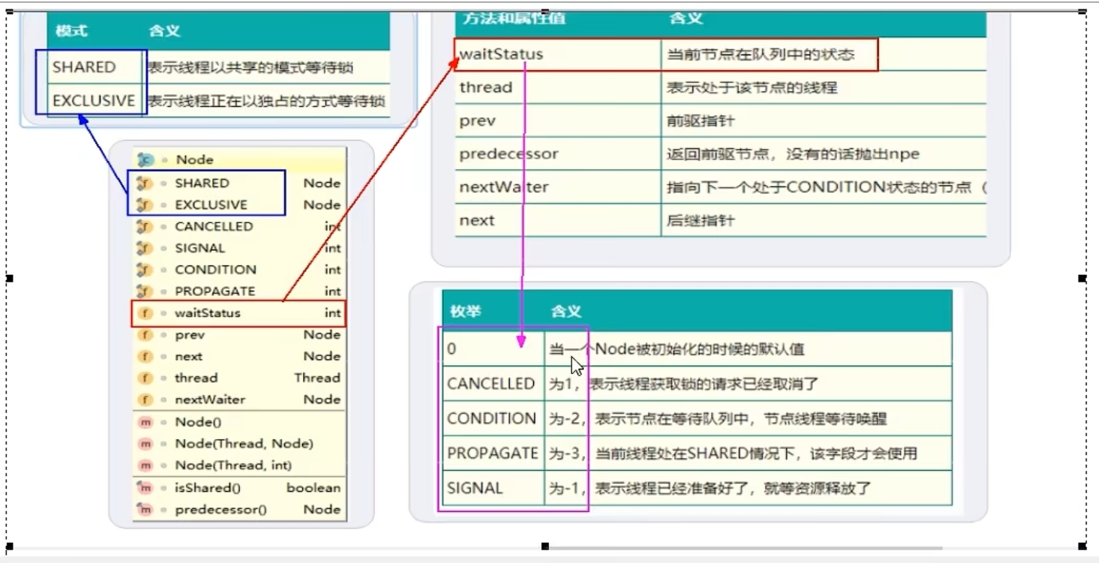 模式 含义
SHARED 表示线程以共享的模式等待锁
EXCLUSIVE 表示线程正在以独占的方式等待锁
方法和属性值 含义
waitStatus 当前节点在队列中的状态
thread 表示处于该节点的线程
prev 前驱指针
predecessor 返回前驱节点，没有的话抛出npe
nextWaiter 指向下一个处于CONDITION状态的节点（
next 后继指针
Node
SHARED Node
EXCLUSIVE Node
CANCELLED int
SIGNAL int
CONDITION int
PROPAGATE int
waitStatus int
prev Node
next Node
thread Thread
nextWaiter Node
Node()
Node(Thread, Node)
Node(Thread, int)
isShared() boolean
predecessor() Node
枚举 含义
0 当一个Node被初始化的时候的默认值
CANCELLED 为1，表示线程获取锁的请求已经取消了
CONDITION 为-2，表示节点在等待队列中，节点线程等待唤醒
PROPAGATE 为-3，当前线程处在SHARED情况下，该字段才会使用
SIGNAL 为-1，表示线程已经准备好了，就等资源释放了